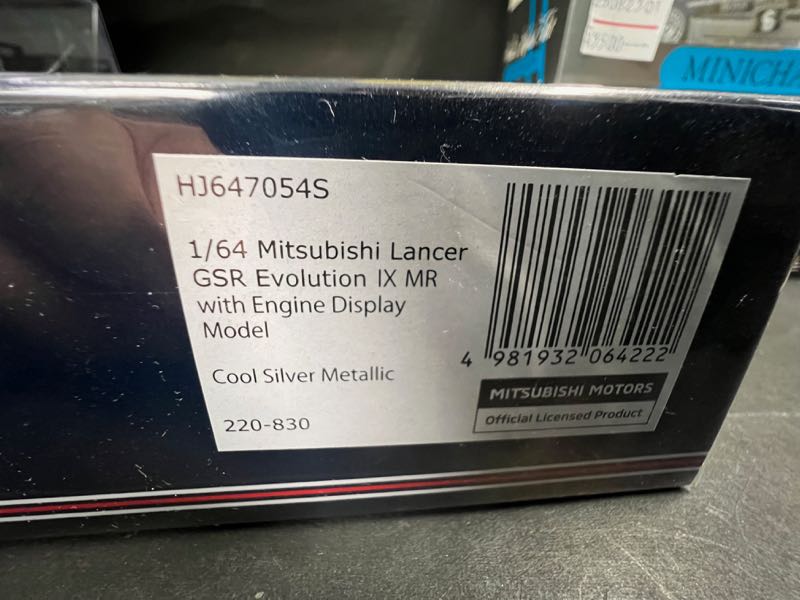 HJ647054S
1/64 Mitsubishi Lancer
GSR Evolution IX MR
with Engine Display
Model
Cool Silver Metallic
220-830
4 981932 064222
MITSUBISHI MOTORS
Official Licensed Product
MINICHA